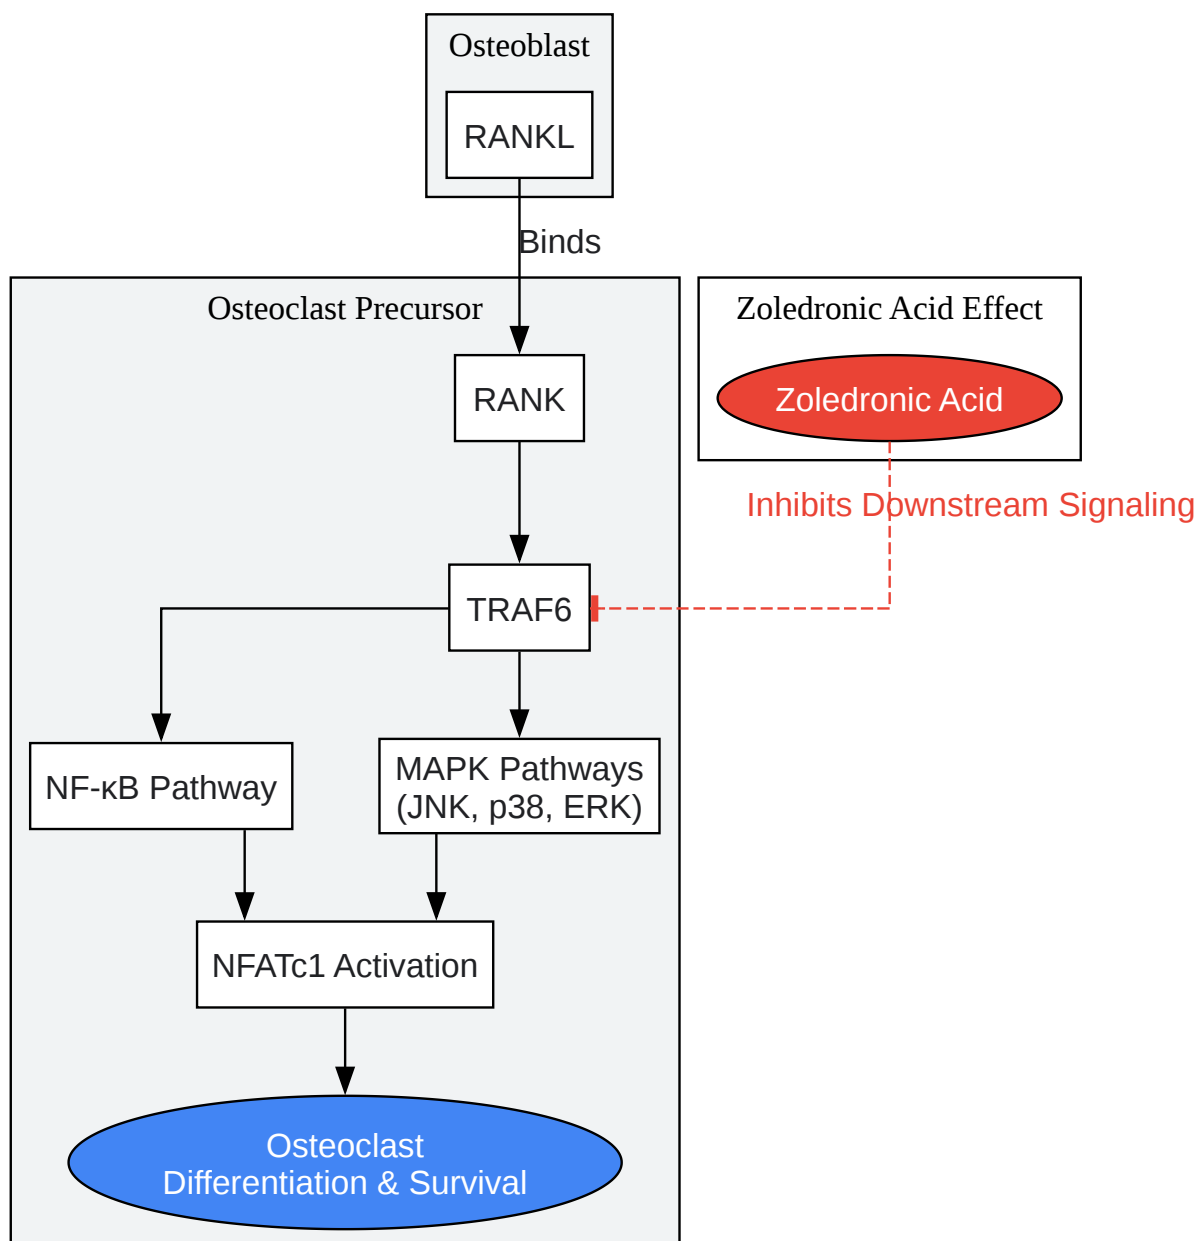 Osteoblast
RANKL
Binds
Osteoclast Precursor
Zoledronic Acid Effect
RANK
Zoledronic Acid
Inhibits Downstream Signaling
TRAF6
NF-κB Pathway
MAPK Pathways
(JNK, p38, ERK)
NFATc1 Activation
Osteoclast
Differentiation & Survival